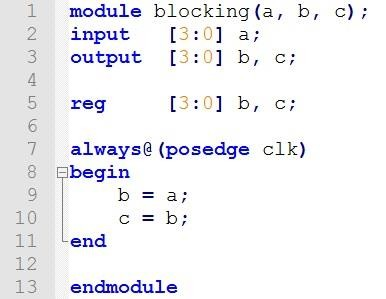 1 module blocking(a, b, c);
2 input [3:0] a;
3 output [3:0] b, c;
4
5 reg [3:0] b, c;
6
7 always@(posedge clk)
8 begin
9 b = a;
10 c = b;
11 end
12
13 endmodule